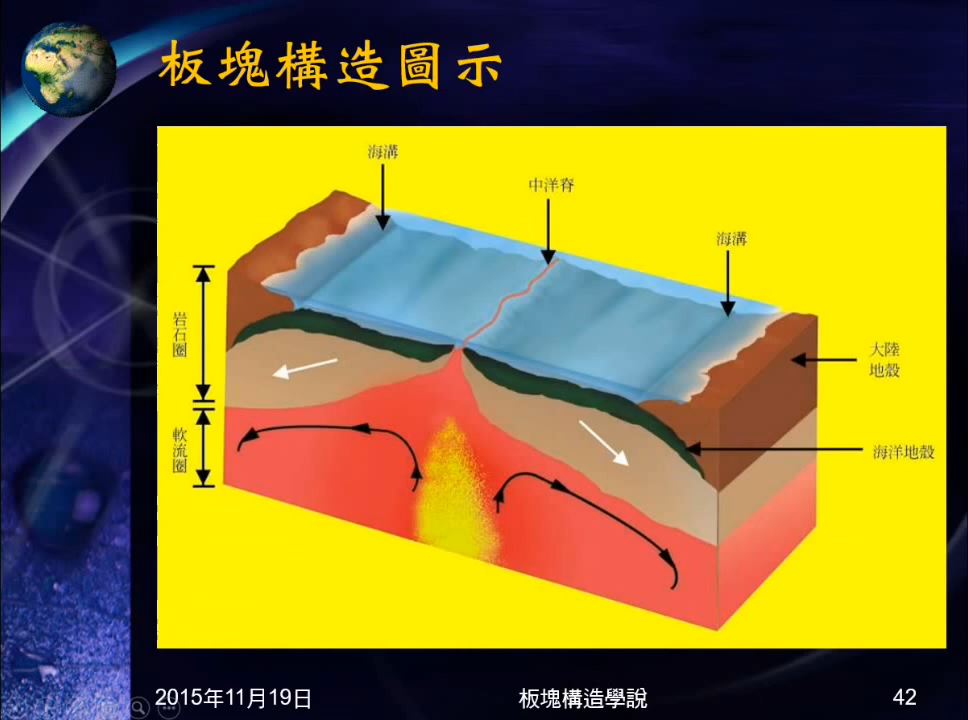 板塊構造圖示
海溝
中洋脊
海溝
岩石圈
大陸
地殼
軟流圈
海洋地殼
2015年11月19日
板塊構造學說
42